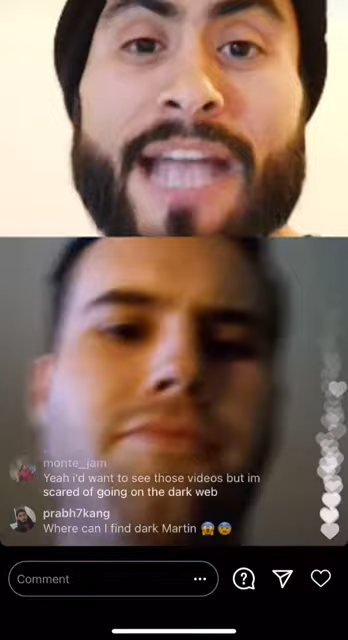 monte_jam
Yeah i'd want to see those videos but im
scared of going on the dark web
prabh7kang
Where can I find dark Martin 😱😨
Comment